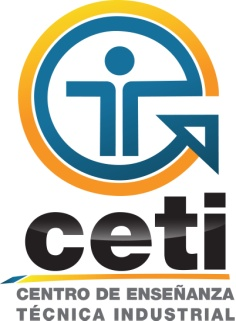 ceti
CENTRO DE ENSEÑANZA
TÉCNICA INDUSTRIAL